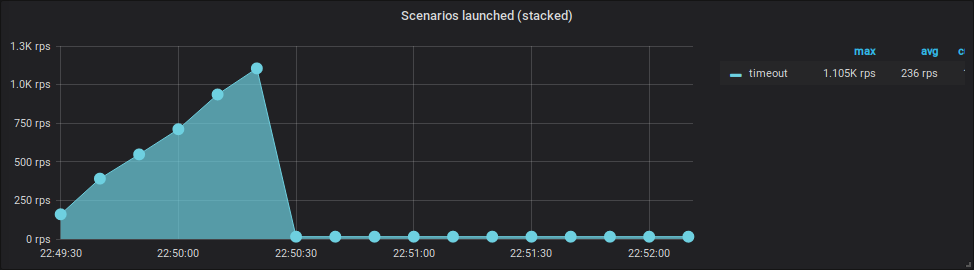 Scenarios launched (stacked)
1.3K rps
1.0K rps
750 rps
500 rps
250 rps
0 rps
22:49:30 22:50:00 22:50:30 22:51:00 22:51:30 22:52:00
max avg
timeout 1.105K rps 236 rps